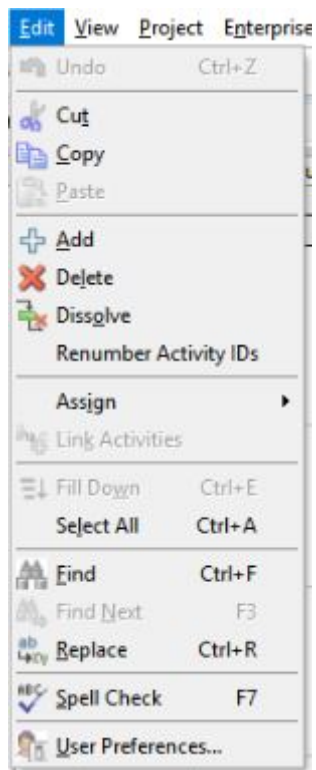 Edit View Project Enterprise
Undo Ctrl+Z
Cut
Copy
Paste
Add
Delete
Dissolve
Renumber Activity IDs
Assign
Link Activities
Fill Down Ctrl+E
Select All Ctrl+A
Find Ctrl+F
Find Next F3
Replace Ctrl+R
Spell Check F7
User Preferences...